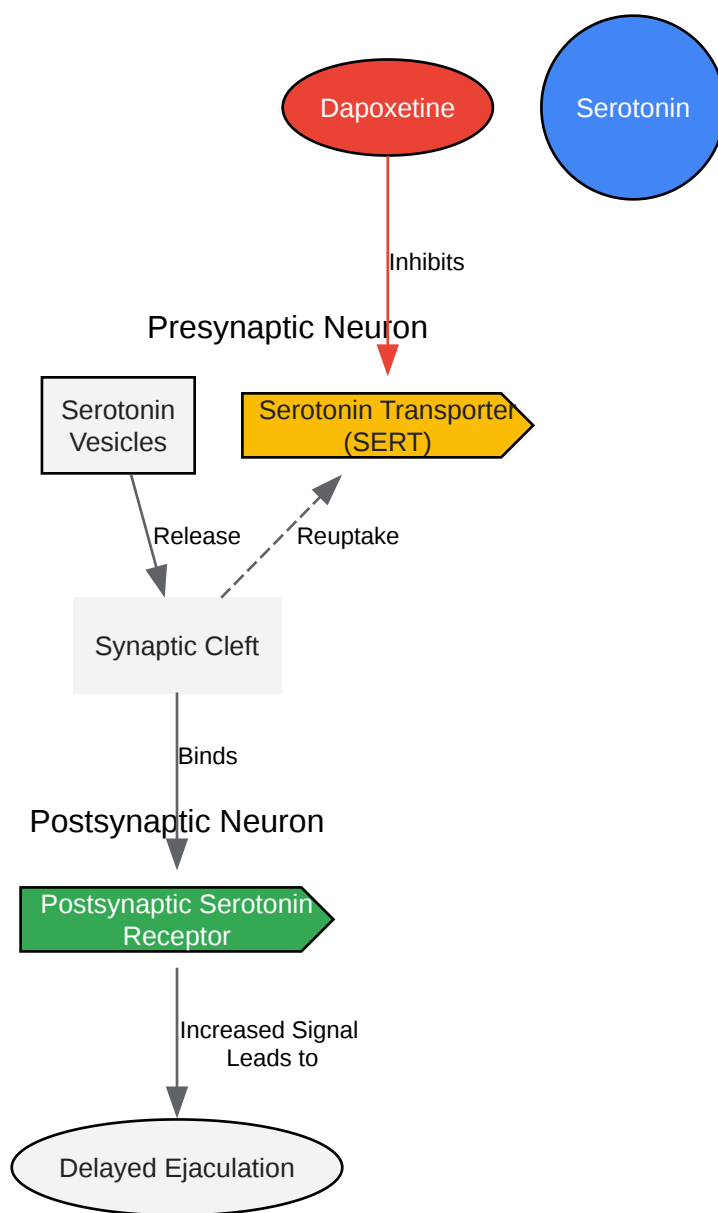 Dapoxetine
Serotonin
Inhibits
Presynaptic Neuron
Serotonin
Vesicles
Serotonin Transporter
(SERT)
Release
Reuptake
Synaptic Cleft
Binds
Postsynaptic Neuron
Postsynaptic Serotonin
Receptor
Increased Signal
Leads to
Delayed Ejaculation